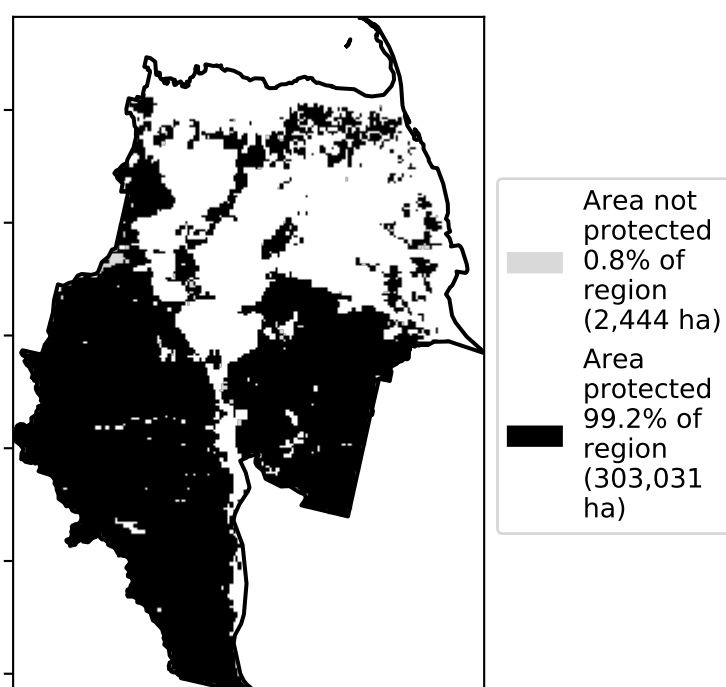 Area not
protected
0.8% of
region
(2,444 ha)
Area
protected
99.2% of
region
(303,031
ha)